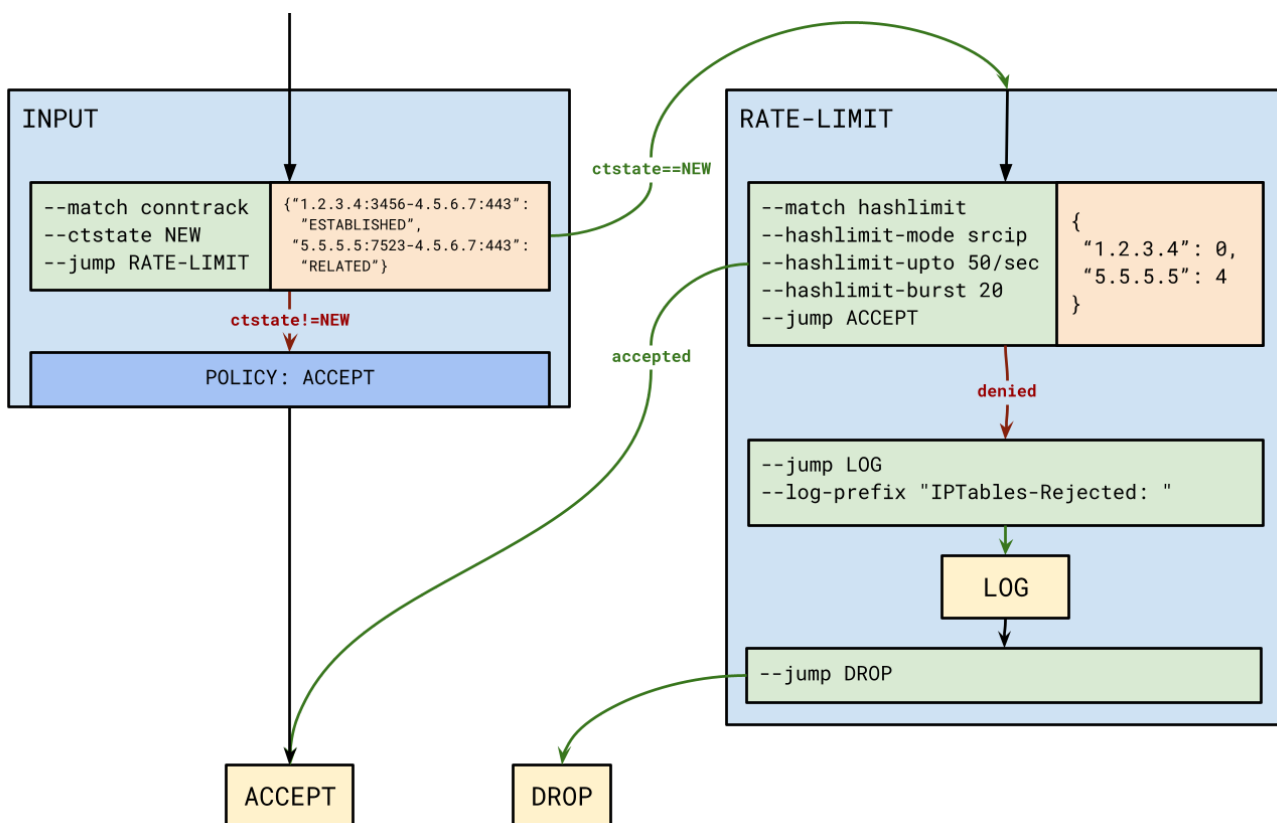 INPUT
--match conntrack
--ctstate NEW
--jump RATE-LIMIT
{“1.2.3.4:3456-4.5.6.7:443”:
“ESTABLISHED”,
“5.5.5.5:7523-4.5.6.7:443”:
“RELATED”}
ctstate!=NEW
POLICY: ACCEPT
ctstate==NEW
RATE-LIMIT
--match hashlimit
--hashlimit-mode srcip
--hashlimit-upto 50/sec
--hashlimit-burst 20
--jump ACCEPT
{
“1.2.3.4”: 0,
“5.5.5.5”: 4
}
accepted
denied
--jump LOG
--log-prefix "IPTables-Rejected: "
LOG
--jump DROP
ACCEPT
DROP